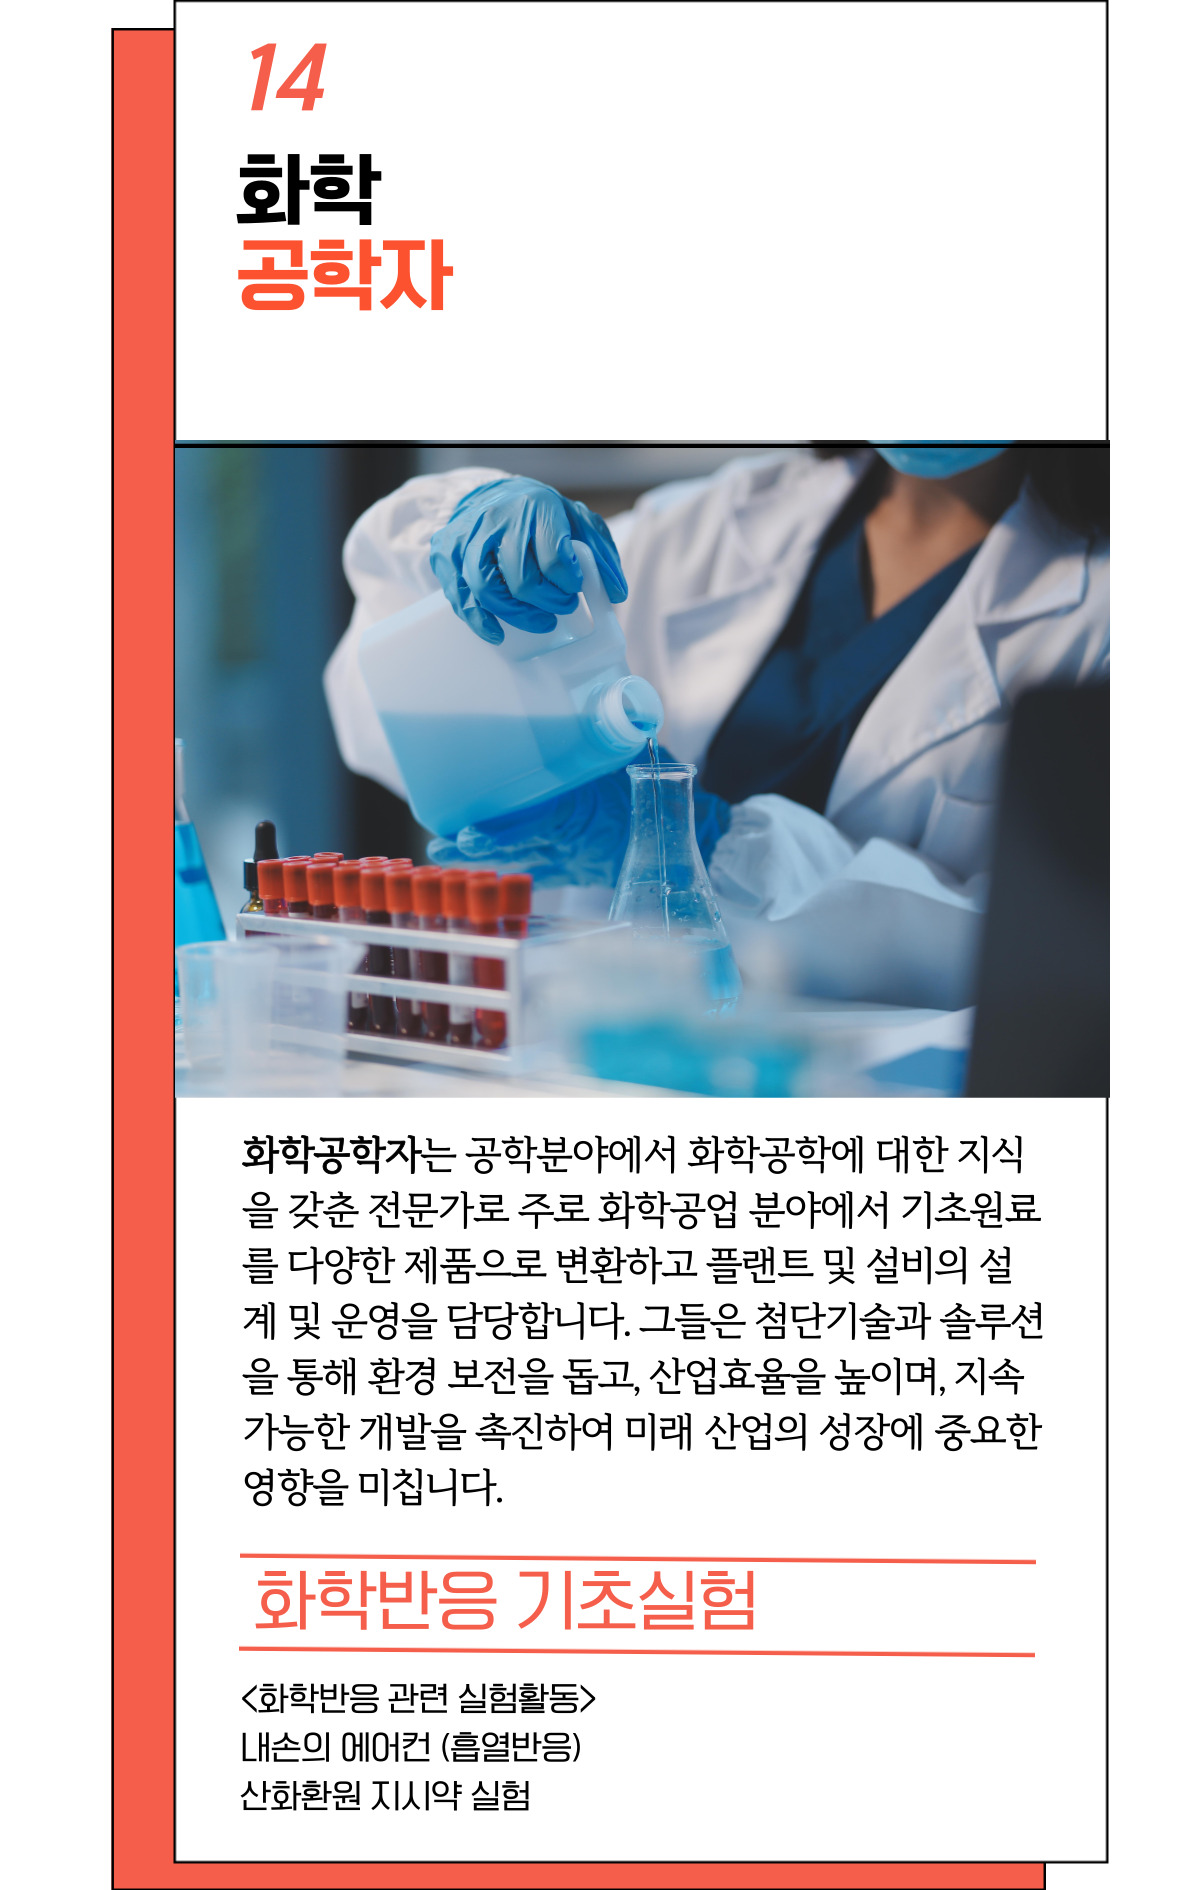 14
화학
공학자
화학공학자는 공학분야에서 화학공학에 대한 지식
을 갖춘 전문가로 주로 화학공업 분야에서 기초원료
를 다양한 제품으로 변환하고 플랜트 및 설비의 설
계 및 운영을 담당합니다. 그들은 첨단기술과 솔루션
을 통해 환경 보전을 돕고, 산업효율을 높이며, 지속
가능한 개발을 촉진하여 미래 산업의 성장에 중요한
영향을 미칩니다.
화학반응 기초실험
<화학반응 관련 실험활동>
내손의 에어컨 (흡열반응)
산화환원 지시약 실험